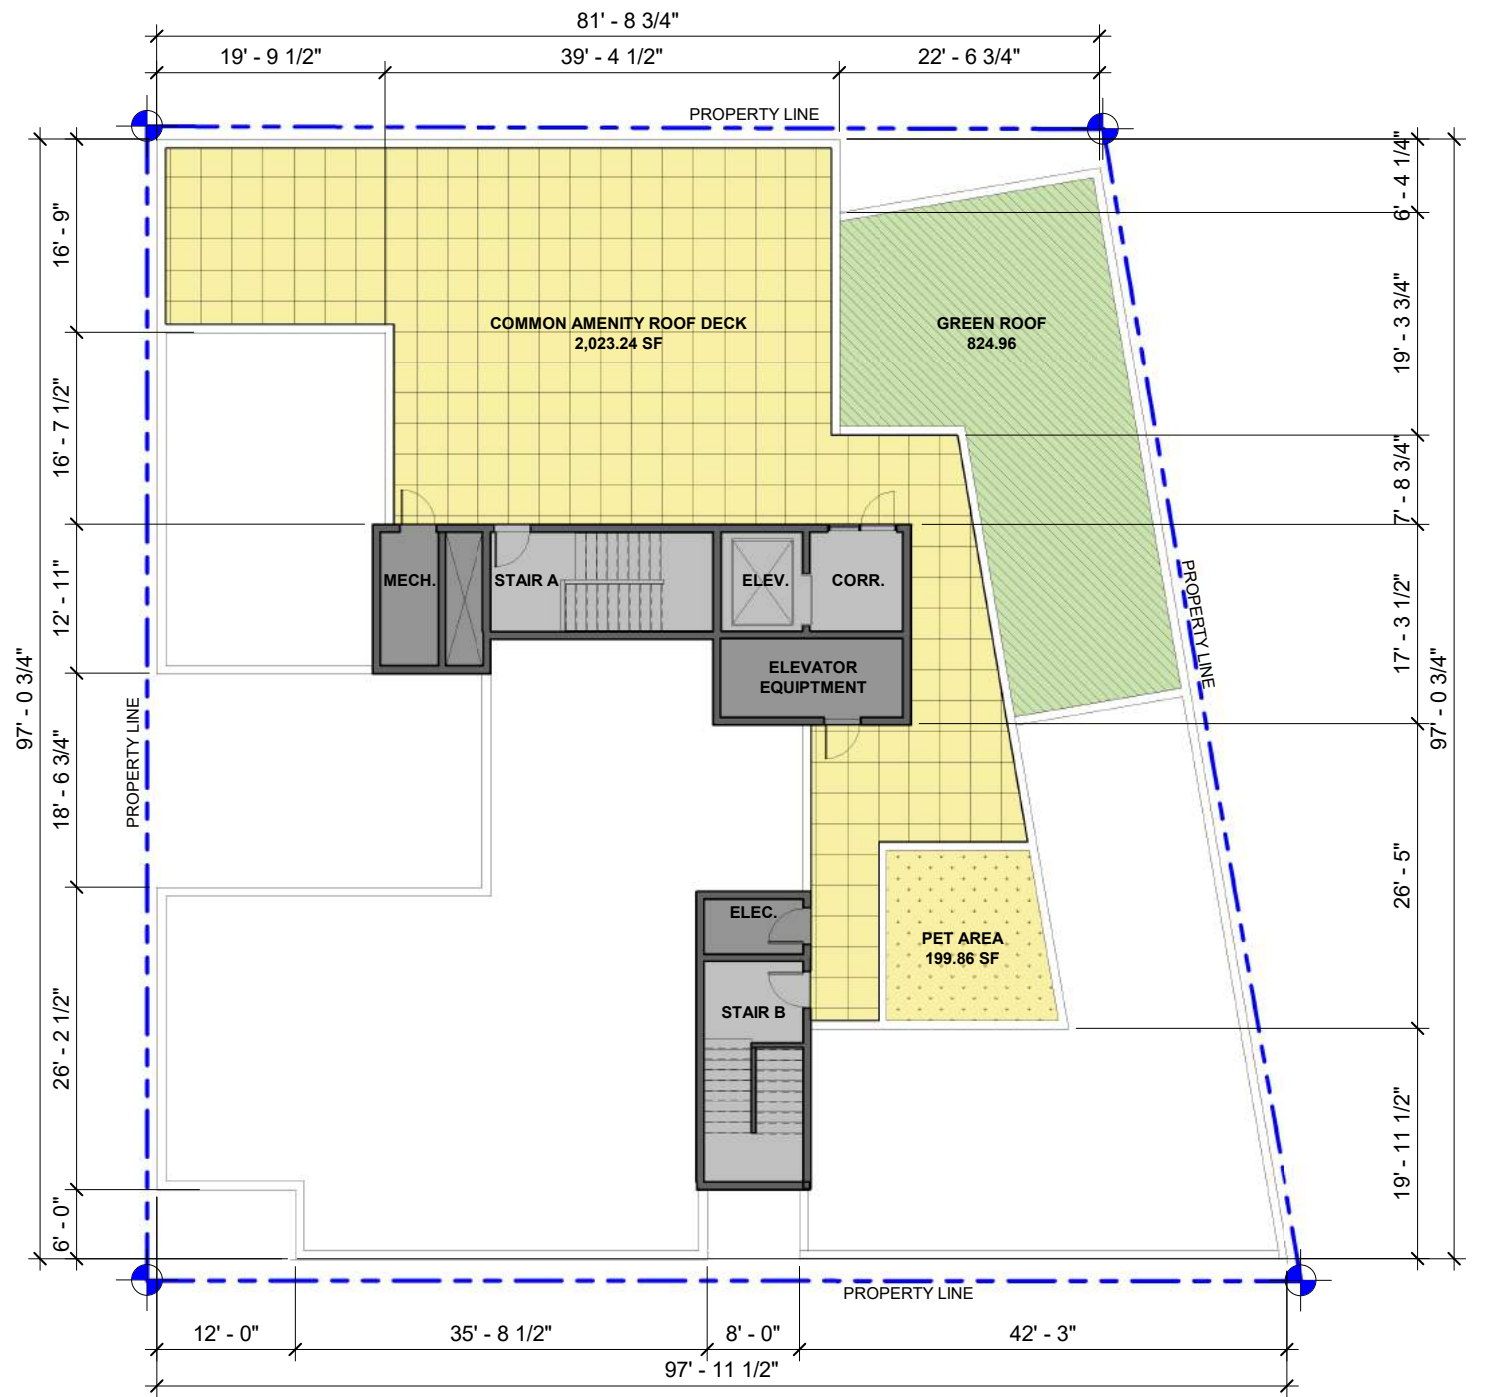 81' - 8 3/4"
19' - 9 1/2"
39' - 4 1/2"
22' - 6 3/4"
PROPERTY LINE
6' - 4 1/4"
16' - 9"
19' - 3 3/4"
COMMON AMENITY ROOF DECK
2,023.24 SF
GREEN ROOF
824.96
16' - 7 1/2"
7' - 8 3/4"
MECH.
STAIR A
ELEV.
CORR.
12' - 11"
17' - 3 1/2"
PROPERTY LINE
ELEVATOR
EQUIPTMENT
97' - 0 3/4"
97' - 0 3/4"
PROPERTY LINE
18' - 6 3/4"
26' - 5"
ELEC.
PET AREA
199.86 SF
STAIR B
26' - 2 1/2"
19' - 11 1/2"
6' - 0"
PROPERTY LINE
12' - 0"
35' - 8 1/2"
8' - 0"
42' - 3"
97' - 11 1/2"